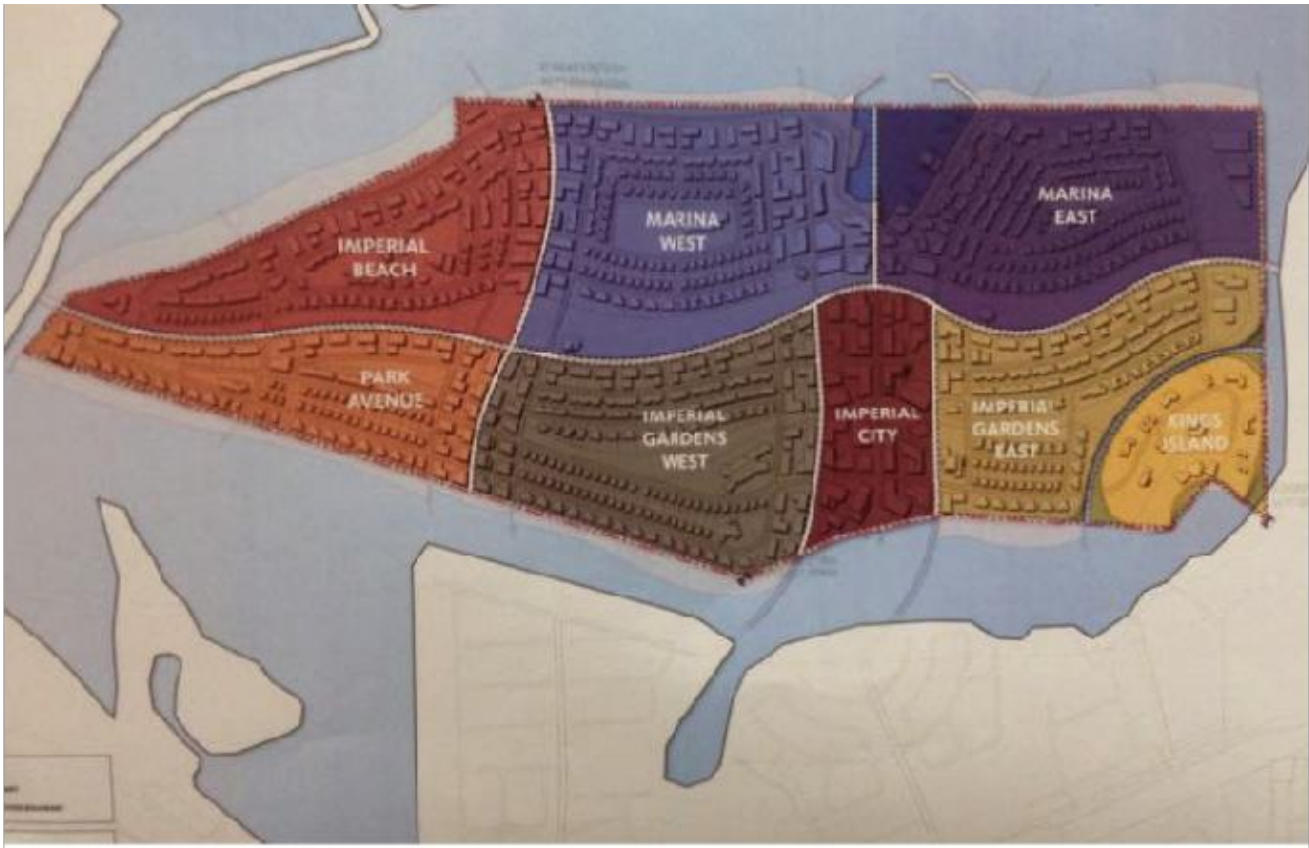 IMPERIAL
BEACH
MARINA
WEST
MARINA
EAST
PARK
AVENUE
IMPERIAL
GARDENS
WEST
IMPERIAL
CITY
IMPERIAL
GARDENS
EAST
KINGS
ISLAND